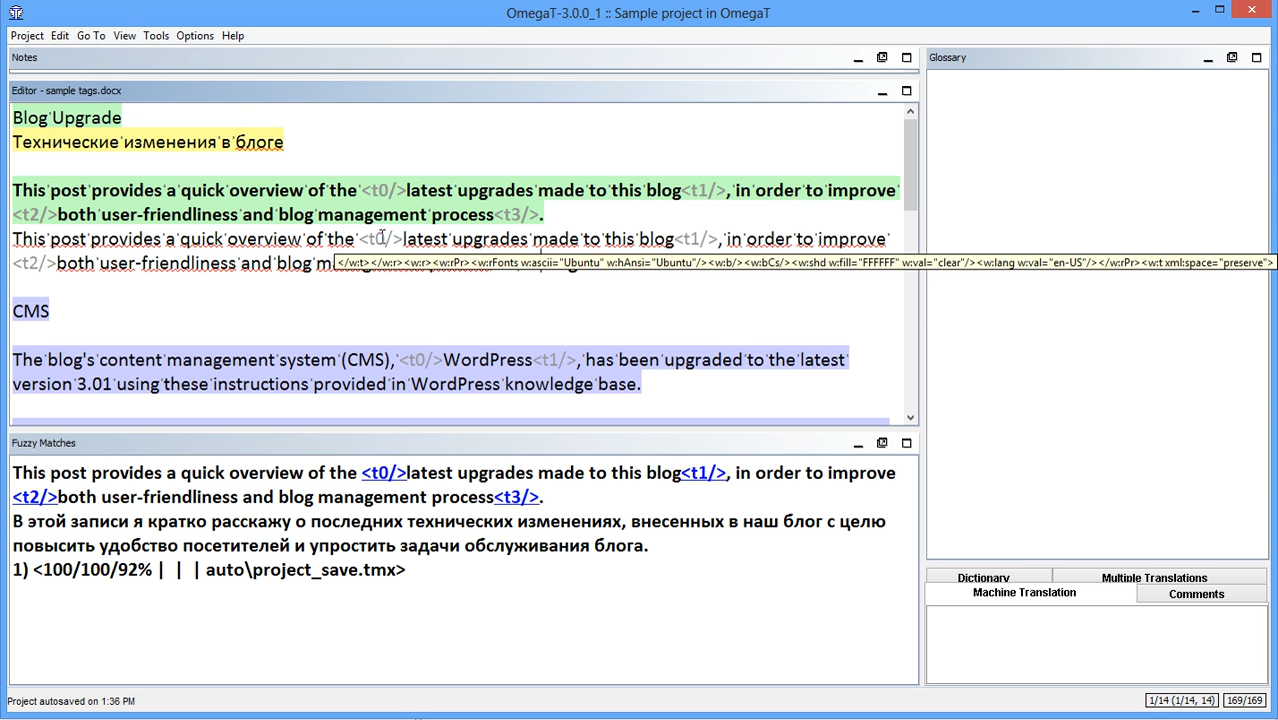 OmegaT-3.0.0_1 :: Sample project in OmegaT
Project Edit Go To View Tools Options Help
Notes
Editor - sample tags.docx
Blog Upgrade
Технические изменения в блоге
This post provides a quick overview of the <t0/>latest upgrades made to this blog<t1/>, in order to improve
<t2/>both user-friendliness and blog management process<t3/>.
This post provides a quick overview of the <t0/>latest upgrades made to this blog<t1/>, in order to improve
<t2/>both user-friendliness and blog m
</w:t></w:r><w:r><w:rPr><w:rFonts w:ascii="Ubuntu" w:hAnsi="Ubuntu"/><w:b/><w:bCs/><w:shd w:fill="FFFFFF" w:val="clear"/><w:lang w:val="en-US"/></w:rPr><w:t xml:space="preserve">
CMS
The blog's content management system (CMS), <t0/>WordPress<t1/>, has been upgraded to the latest
version 3.01 using these instructions provided in WordPress knowledge base.
Fuzzy Matches
This post provides a quick overview of the <t0/>latest upgrades made to this blog<t1/>, in order to improve
<t2/>both user-friendliness and blog management process<t3/>.
В этой записи я кратко расскажу о последних технических изменениях, внесенных в наш блог с целю
повысить удобство посетителей и упростить задачи обслуживания блога.
1) <100/100/92% | | | auto\project_save.tmx>
Glossary
Dictionary Multiple Translations
Machine Translation Comments
Project autosaved on 1:36 PM
1/14 (1/14, 14) 169/169